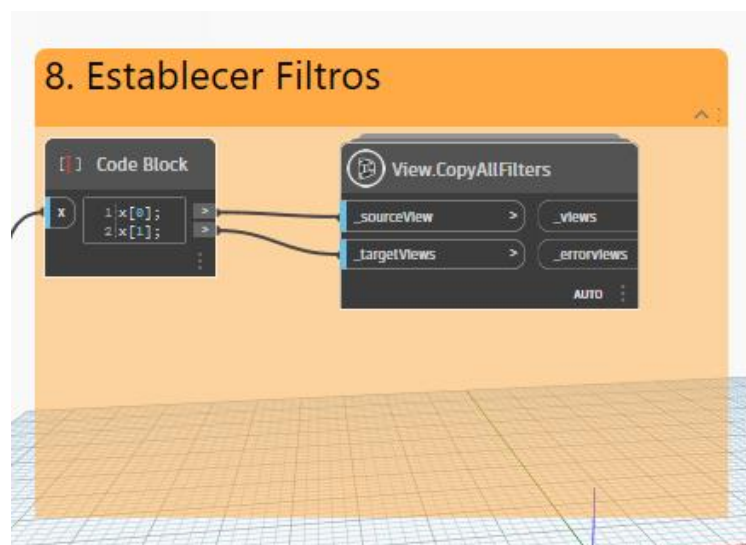 8. Establecer Filtros
[ ] Code Block
x
1 x[0]; >
2 x[1]; >
View.CopyAllFilters
_sourceView > _views
_targetViews > _errorviews
AUTO